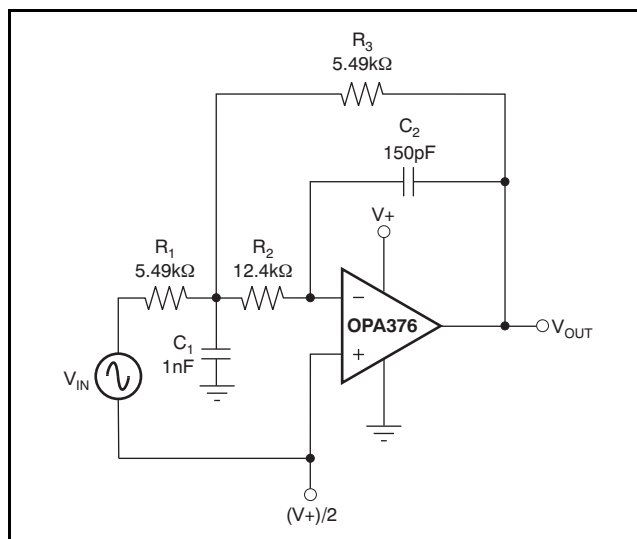 R3
5.49kΩ
C2
150pF
V+
R1
5.49kΩ
R2
12.4kΩ
−
OPA376
+
C1
1nF
VIN
VOUT
(V+)/2